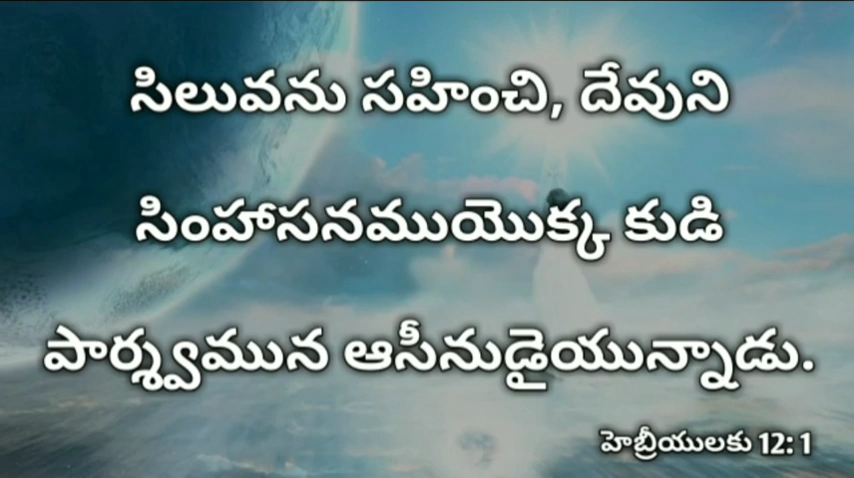 సిలువను సహించి, దేవుని
సింహాసనముయొక్క కుడి
పార్శ్వమున ఆసీనుడైయున్నాడు.
హెబ్రీయులకు 12: 1